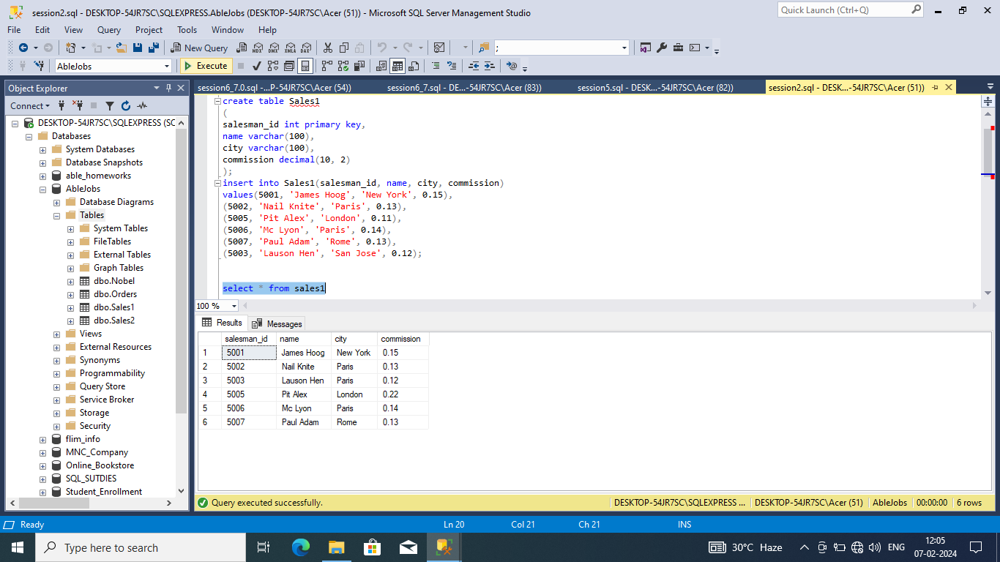 session2.sql - DESKTOP-54JR7SC\SQLEXPRESS.AbleJobs (DESKTOP-54JR7SC\Acer (51)) - Microsoft SQL Server Management Studio
Quick Launch (Ctrl+Q)
File Edit View Query Project Tools Window Help
New Query MDX DMX XMLA DAX ;
AbleJobs Execute
Object Explorer
session6_7.0.sql -...P-54JR7SC\Acer (54)) session6_7.sql - DE...-54JR7SC\Acer (83)) session5.sql - DESK...-54JR7SC\Acer (82)) session2.sql - DESK...-54JR7SC\Acer (51))
Connect
DESKTOP-54JR7SC\SQLEXPRESS (SC
Databases
System Databases
Database Snapshots
able_homeworks
AbleJobs
Database Diagrams
Tables
System Tables
FileTables
External Tables
Graph Tables
dbo.Nobel
dbo.Orders
dbo.Sales1
dbo.Sales2
Views
External Resources
Synonyms
Programmability
Query Store
Service Broker
Storage
Security
flim_info
MNC_Company
Online_Bookstore
SQL_SUTDIES
Student_Enrollment
create table Sales1
(
salesman_id int primary key,
name varchar(100),
city varchar(100),
commission decimal(10, 2)
);
insert into Sales1(salesman_id, name, city, commission)
values(5001, 'James Hoog', 'New York', 0.15),
(5002, 'Nail Knite', 'Paris', 0.13),
(5005, 'Pit Alex', 'London', 0.11),
(5006, 'Mc Lyon', 'Paris', 0.14),
(5007, 'Paul Adam', 'Rome', 0.13),
(5003, 'Lauson Hen', 'San Jose', 0.12);
select * from sales1
100 %
Results Messages
salesman_id name city commission
1 5001 James Hoog New York 0.15
2 5002 Nail Knite Paris 0.13
3 5003 Lauson Hen Paris 0.12
4 5005 Pit Alex London 0.22
5 5006 Mc Lyon Paris 0.14
6 5007 Paul Adam Rome 0.13
Query executed successfully. DESKTOP-54JR7SC\SQLEXPRESS ... DESKTOP-54JR7SC\Acer (51) AbleJobs 00:00:00 6 rows
Ready Ln 20 Col 21 Ch 21 INS
Type here to search
30°C Haze ENG 12:05
07-02-2024